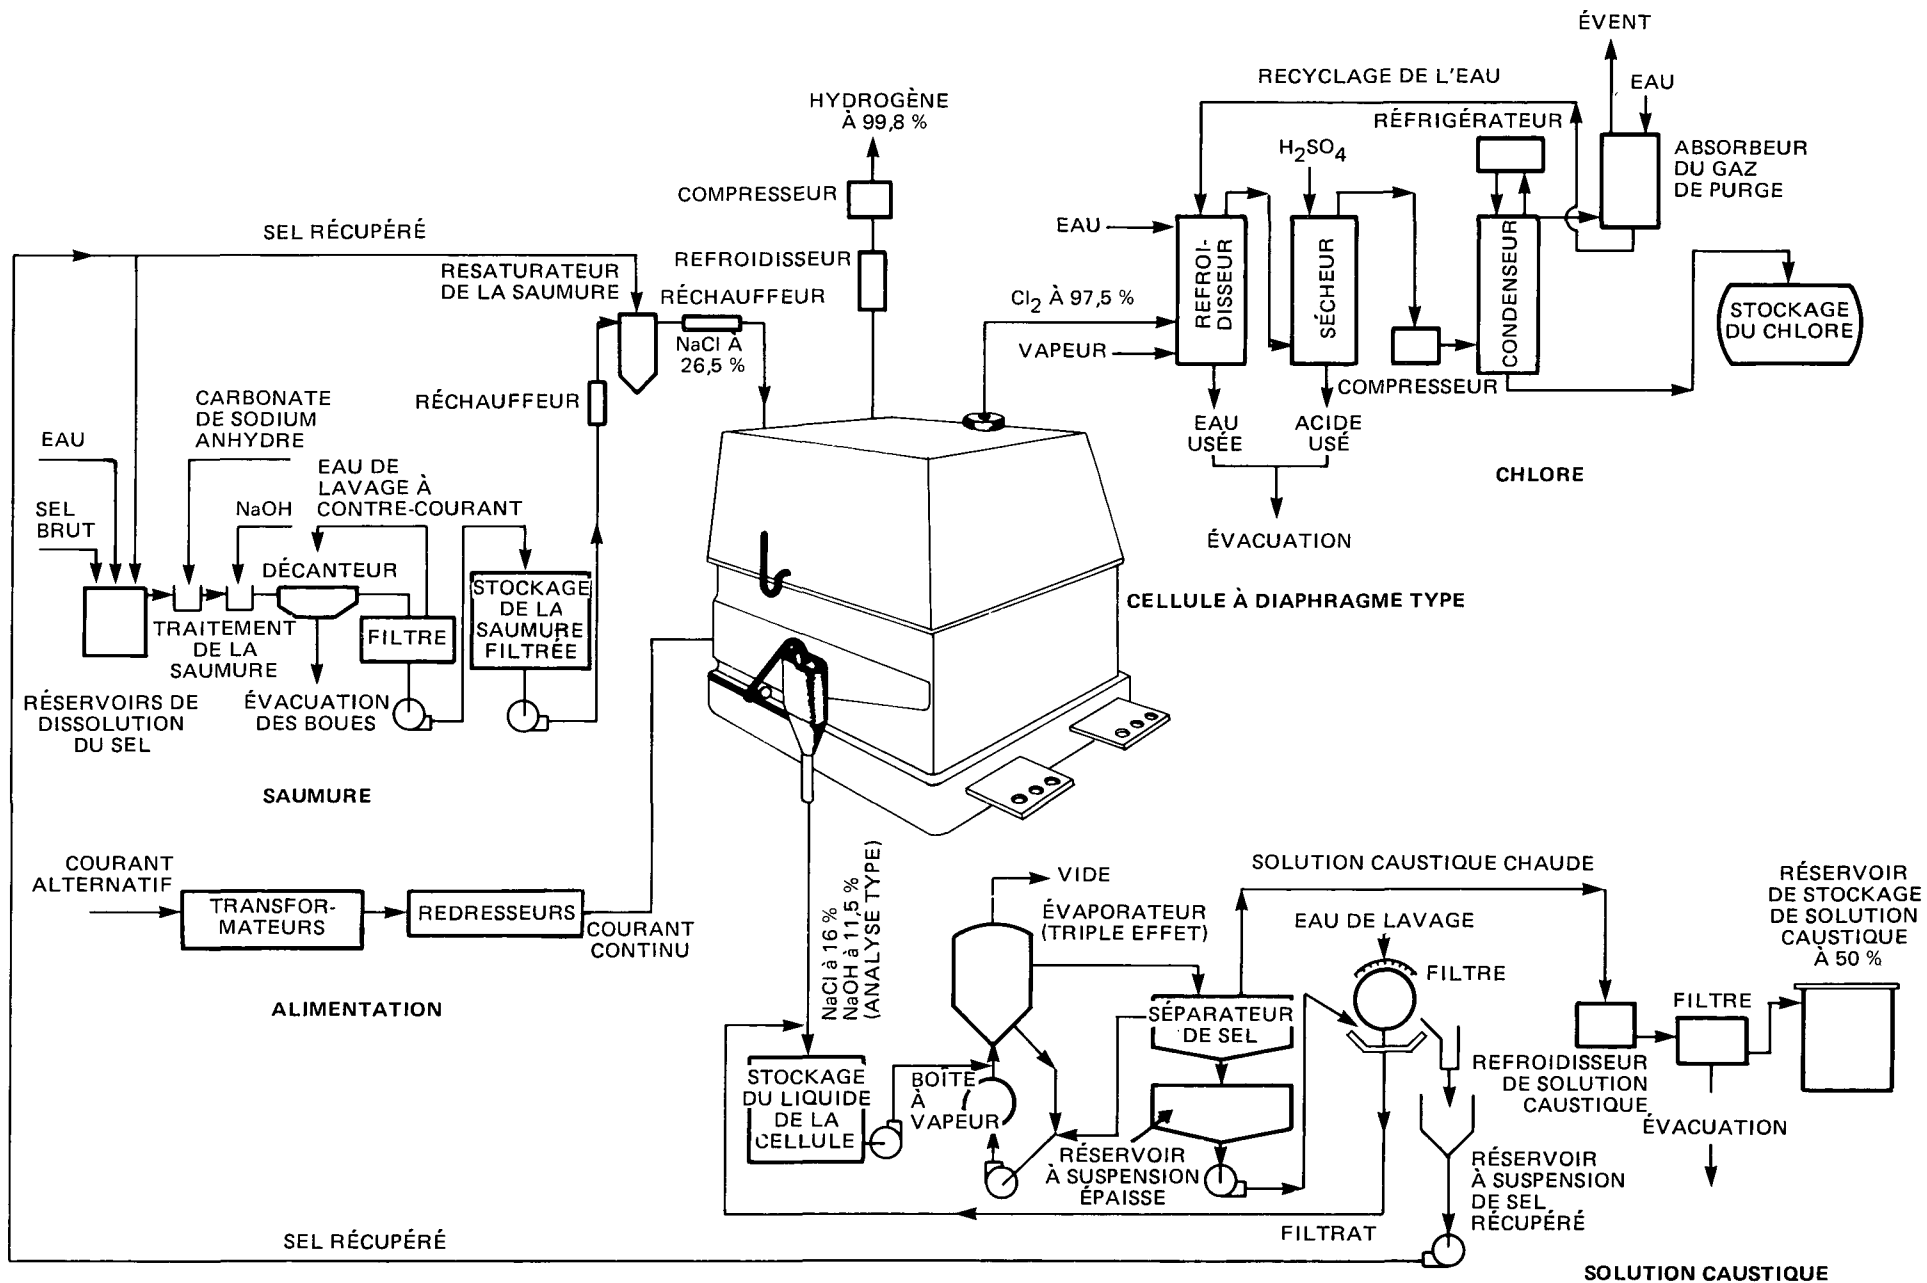 ÉVENT
RECYCLAGE DE L'EAU
EAU
HYDROGÈNE
À 99,8 %
RÉFRIGÉRATEUR
ABSORBEUR
DU GAZ
DE PURGE
H2SO4
COMPRESSEUR
EAU
SEL RÉCUPÉRÉ
REFROIDISSEUR
RESATURATEUR
DE LA SAUMURE
RÉCHAUFFEUR
Cl2 À 97,5 %
REFROI-
DISSEUR
SÉCHEUR
CONDENSEUR
STOCKAGE
DU CHLORE
NaCl À
26,5 %
VAPEUR
COMPRESSEUR
RÉCHAUFFEUR
CARBONATE
DE SODIUM
ANHYDRE
EAU
USÉE
ACIDE
USÉ
EAU
EAU DE
LAVAGE À
CONTRE-COURANT
CHLORE
SEL
BRUT
NaOH
ÉVACUATION
DÉCANTEUR
STOCKAGE
DE LA
SAUMURE
FILTRÉE
CELLULE À DIAPHRAGME TYPE
TRAITEMENT
DE LA
SAUMURE
FILTRE
RÉSERVOIRS DE
DISSOLUTION
DU SEL
ÉVACUATION
DES BOUES
SAUMURE
COURANT
ALTERNATIF
TRANSFOR-
MATEURS
REDRESSEURS
COURANT
CONTINU
ALIMENTATION
NaCl à 16 %
NaOH à 11,5 %
(ANALYSE TYPE)
VIDE
ÉVAPORATEUR
(TRIPLE EFFET)
SOLUTION CAUSTIQUE CHAUDE
RÉSERVOIR
DE STOCKAGE
DE SOLUTION
CAUSTIQUE
À 50 %
EAU DE LAVAGE
FILTRE
SÉPARATEUR
DE SEL
FILTRE
STOCKAGE
DU LIQUIDE
DE LA
CELLULE
BOÎTE
À
VAPEUR
REFROIDISSEUR
DE SOLUTION
CAUSTIQUE
ÉVACUATION
RÉSERVOIR
À SUSPENSION
ÉPAISSE
RÉSERVOIR
À SUSPENSION
DE SEL
RÉCUPÉRÉ
FILTRAT
SEL RÉCUPÉRÉ
SOLUTION CAUSTIQUE